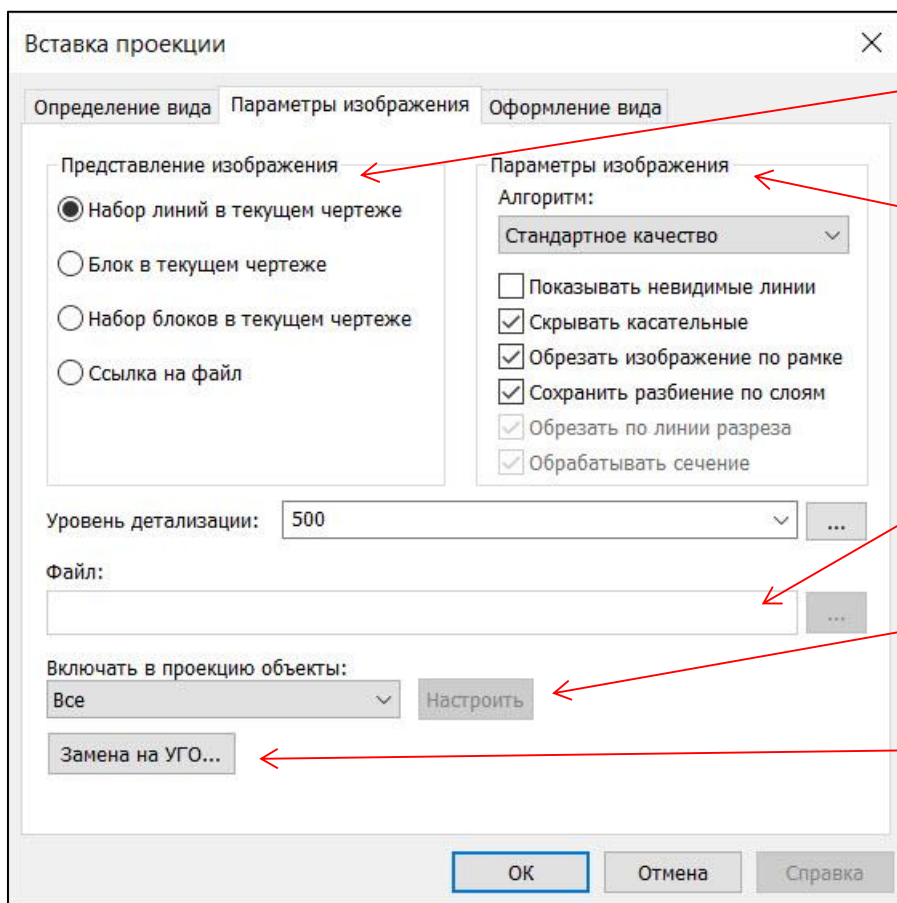 Вставка проекции
Определение вида Параметры изображения Оформление вида
Представление изображения
Набор линий в текущем чертеже
Блок в текущем чертеже
Набор блоков в текущем чертеже
Ссылка на файл
Параметры изображения
Алгоритм:
Стандартное качество
Показывать невидимые линии
Скрывать касательные
Обрезать изображение по рамке
Сохранить разбиение по слоям
Обрезать по линии разреза
Обрабатывать сечение
Уровень детализации: 500 ...
Файл:
...
Включать в проекцию объекты:
Все Настроить
Замена на УГО...
ОК Отмена Справка